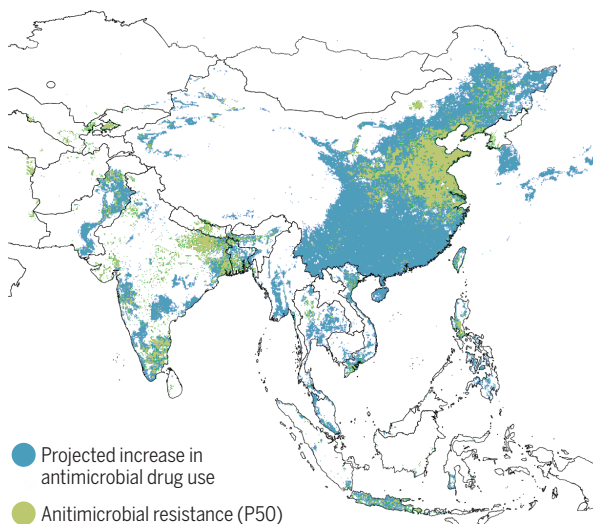 Projected increase in
antimicrobial drug use
Anitimicrobial resistance (P50)